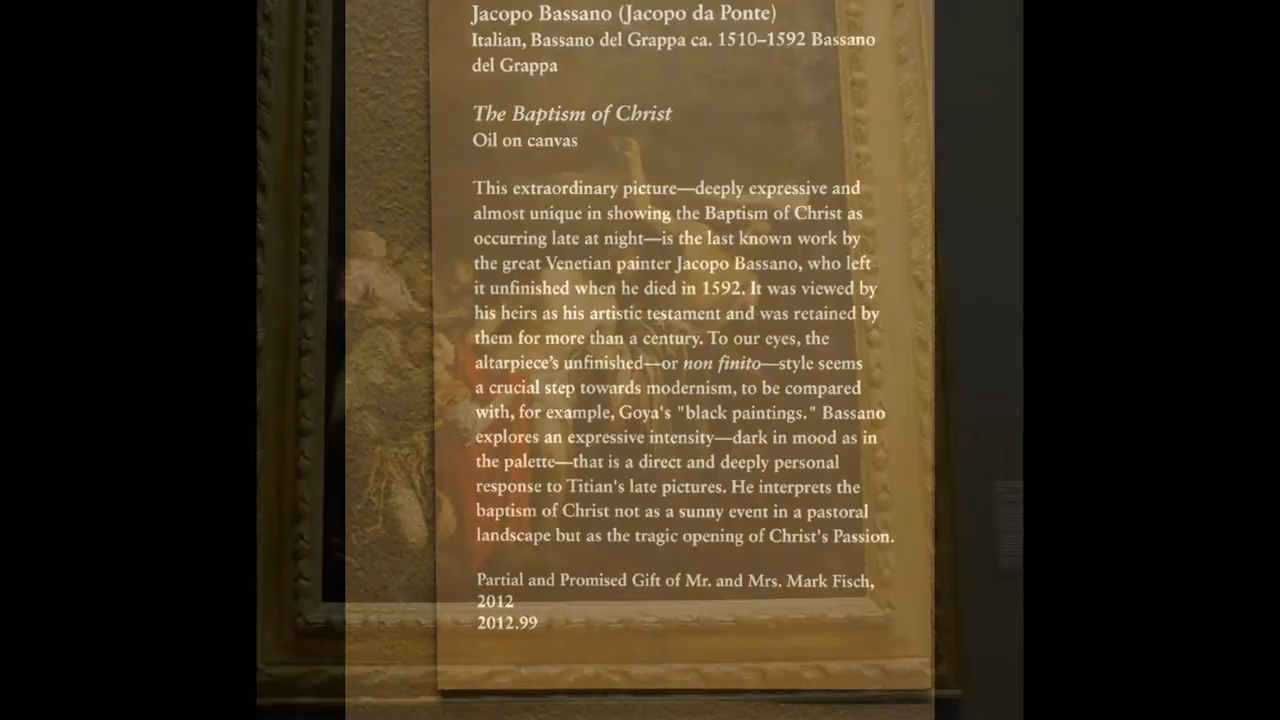 Jacopo Bassano (Jacopo da Ponte)
Italian, Bassano del Grappa ca. 1510–1592 Bassano
del Grappa
The Baptism of Christ
Oil on canvas
This extraordinary picture—deeply expressive and
almost unique in showing the Baptism of Christ as
occurring late at night—is the last known work by
the great Venetian painter Jacopo Bassano, who left
it unfinished when he died in 1592. It was viewed by
his heirs as his artistic testament and was retained by
them for more than a century. To our eyes, the
altarpiece's unfinished—or non finito—style seems
a crucial step towards modernism, to be compared
with, for example, Goya's "black paintings." Bassano
explores an expressive intensity—dark in mood as in
the palette—that is a direct and deeply personal
response to Titian's late pictures. He interprets the
baptism of Christ not as a sunny event in a pastoral
landscape but as the tragic opening of Christ's Passion.
Partial and Promised Gift of Mr. and Mrs. Mark Fisch,
2012
2012.99